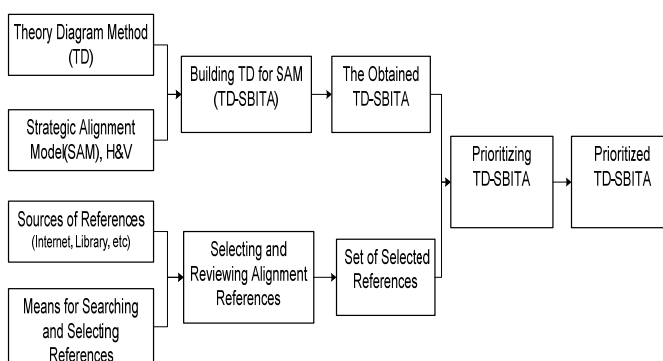 Theory Diagram Method
(TD)
Strategic Alignment
Model(SAM), H&V
Building TD for SAM
(TD-SBITA)
The Obtained
TD-SBITA
Prioritizing
TD-SBITA
Prioritized
TD-SBITA
Sources of References
(Internet, Library, etc)
Means for Searching
and Selecting
References
Selecting and
Reviewing Alignment
References
Set of Selected
References